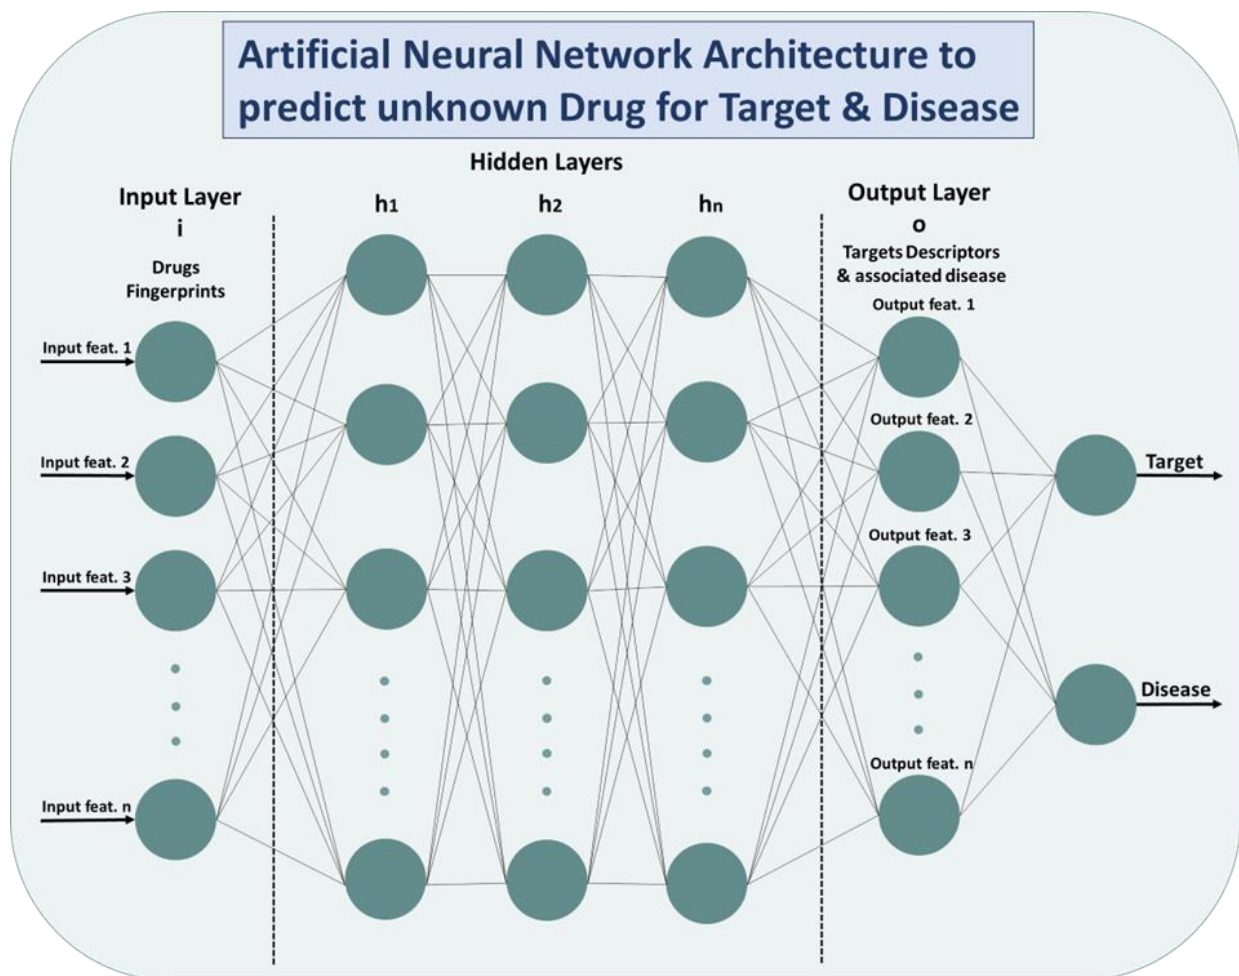 Artificial Neural Network Architecture to
predict unknown Drug for Target & Disease
Hidden Layers
Input Layer
i
Drugs
Fingerprints
h1
h2
hn
Output Layer
o
Targets Descriptors
& associated disease
Output feat. 1
Input feat. 1
Output feat. 2
Input feat. 2
Target
Output feat. 3
Input feat. 3
Disease
Output feat. n
Input feat. n